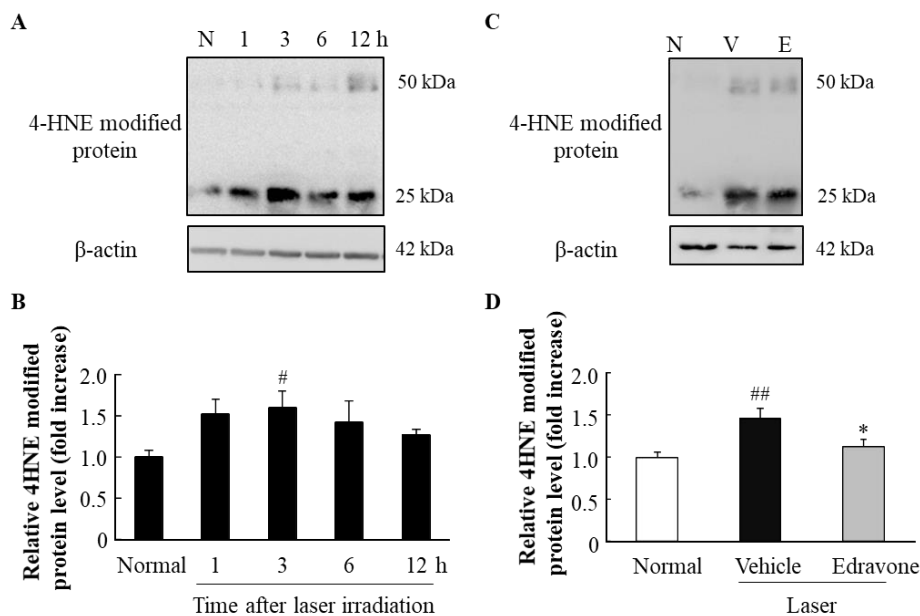 A
N 1 3 6 12 h
4-HNE modified
protein
50 kDa
25 kDa
β-actin
42 kDa
C
N V E
4-HNE modified
protein
50 kDa
25 kDa
β-actin
42 kDa
B
Relative 4HNE modified
protein level (fold increase)
2.0
1.5
1.0
0.5
0
#
Normal 1 3 6 12 h
Time after laser irradiation
D
Relative 4HNE modified
protein level (fold increase)
2.0
1.5
1.0
0.5
0
##
*
Normal Vehicle Edravone
Laser